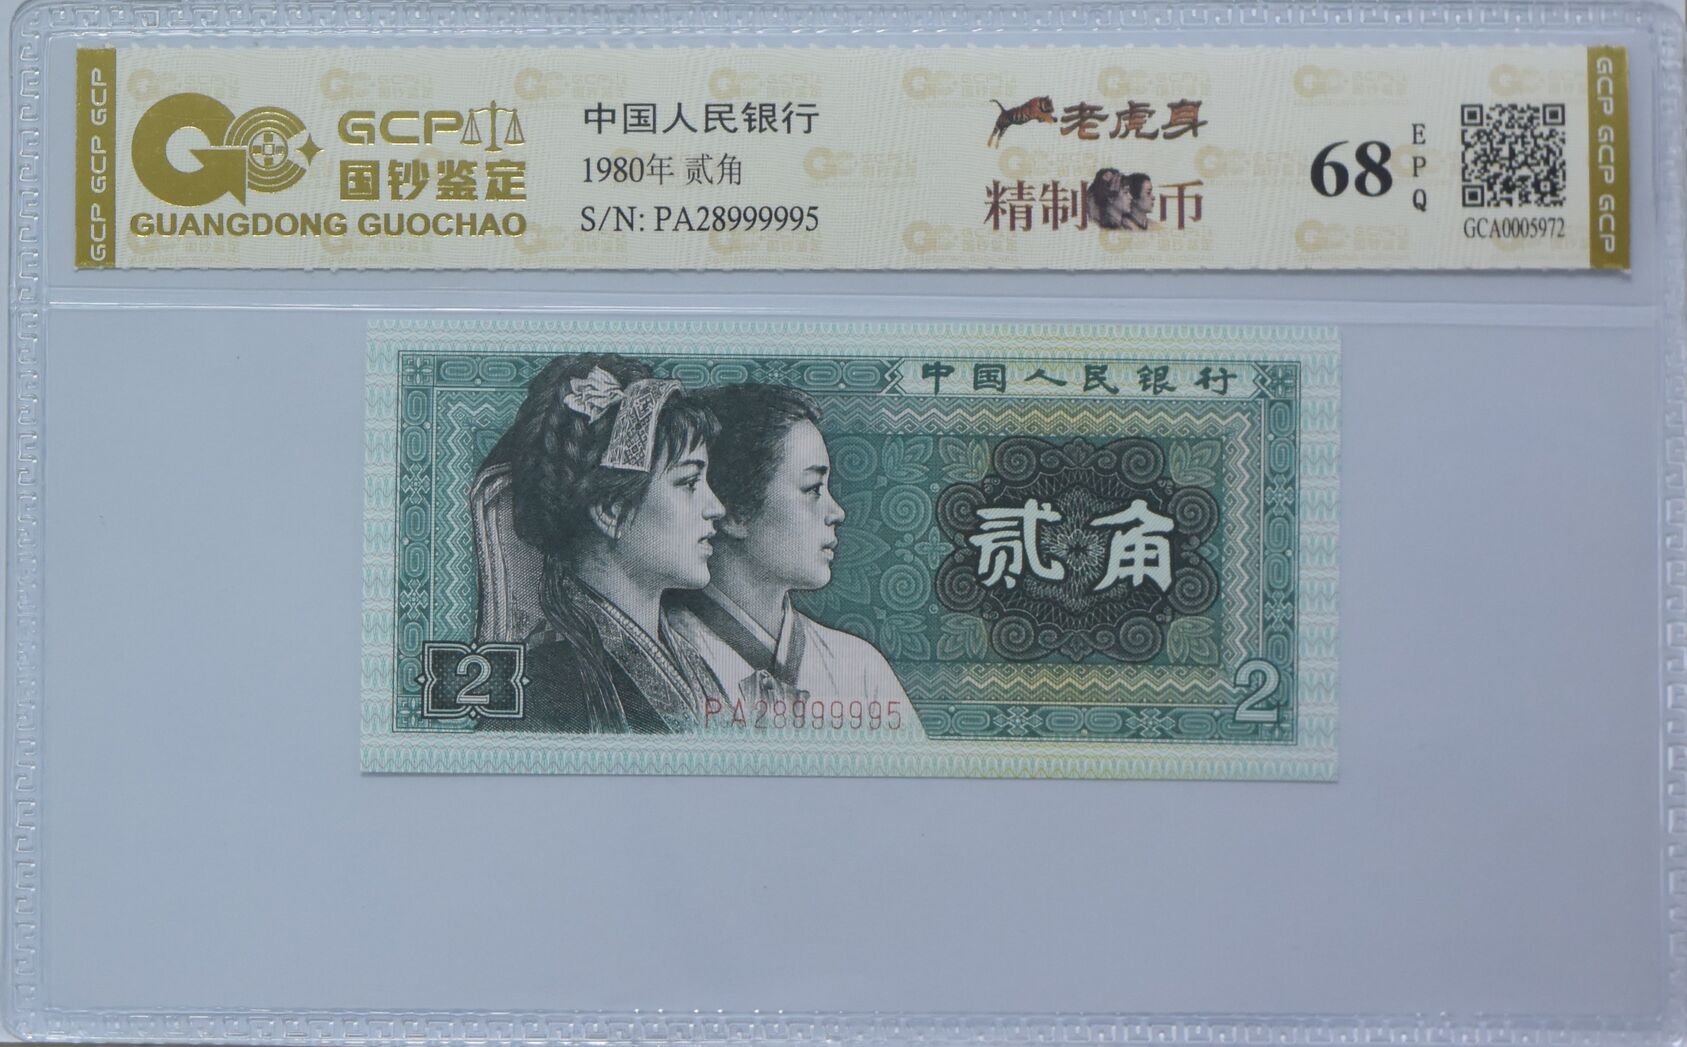 GCP GCP GCP
GCP
国钞鉴定
GUANGDONG GUOCHAO
中国人民银行
1980年 贰角
S/N: PA28999995
老虎身
精制币
68
EPQ
GCA0005972
GCP GCP GCP
中国人民银行
贰角
2
2
PA28999995